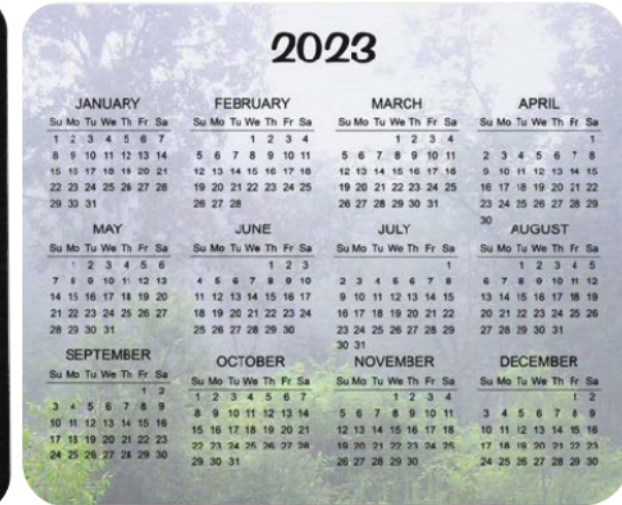 2023
JANUARY
Su Mo Tu We Th Fr Sa
1 2 3 4 5 6 7
8 9 10 11 12 13 14
15 16 17 18 19 20 21
22 23 24 25 26 27 28
29 30 31
FEBRUARY
Su Mo Tu We Th Fr Sa
1 2 3 4
5 6 7 8 9 10 11
12 13 14 15 16 17 18
19 20 21 22 23 24 25
26 27 28
MARCH
Su Mo Tu We Th Fr Sa
1 2 3 4
5 6 7 8 9 10 11
12 13 14 15 16 17 18
19 20 21 22 23 24 25
26 27 28 29 30 31
APRIL
Su Mo Tu We Th Fr Sa
1
2 3 4 5 6 7 8
9 10 11 12 13 14 15
16 17 18 19 20 21 22
23 24 25 26 27 28 29
30
MAY
Su Mo Tu We Th Fr Sa
1 2 3 4 5 6
7 8 9 10 11 12 13
14 15 16 17 18 19 20
21 22 23 24 25 26 27
28 29 30 31
JUNE
Su Mo Tu We Th Fr Sa
1 2 3
4 5 6 7 8 9 10
11 12 13 14 15 16 17
18 19 20 21 22 23 24
25 26 27 28 29 30
JULY
Su Mo Tu We Th Fr Sa
1
2 3 4 5 6 7 8
9 10 11 12 13 14 15
16 17 18 19 20 21 22
23 24 25 26 27 28 29
30 31
AUGUST
Su Mo Tu We Th Fr Sa
1 2 3 4 5
6 7 8 9 10 11 12
13 14 15 16 17 18 19
20 21 22 23 24 25 26
27 28 29 30 31
SEPTEMBER
Su Mo Tu We Th Fr Sa
1 2
3 4 5 6 7 8 9
10 11 12 13 14 15 16
17 18 19 20 21 22 23
24 25 26 27 28 29 30
OCTOBER
Su Mo Tu We Th Fr Sa
1 2 3 4 5 6 7
8 9 10 11 12 13 14
15 16 17 18 19 20 21
22 23 24 25 26 27 28
29 30 31
NOVEMBER
Su Mo Tu We Th Fr Sa
1 2 3 4
5 6 7 8 9 10 11
12 13 14 15 16 17 18
19 20 21 22 23 24 25
26 27 28 29 30
DECEMBER
Su Mo Tu We Th Fr Sa
1 2
3 4 5 6 7 8 9
10 11 12 13 14 15 16
17 18 19 20 21 22 23
24 25 26 27 28 29 30